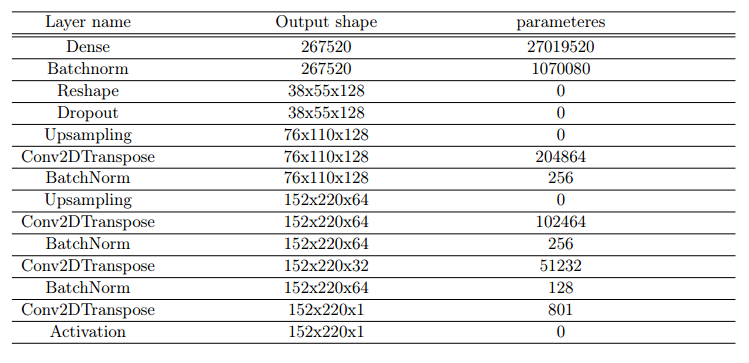 Layer name Output shape parameteres
Dense 267520 27019520
Batchnorm 267520 1070080
Reshape 38x55x128 0
Dropout 38x55x128 0
Upsampling 76x110x128 0
Conv2DTranspose 76x110x128 204864
BatchNorm 76x110x128 256
Upsampling 152x220x64 0
Conv2DTranspose 152x220x64 102464
BatchNorm 152x220x64 256
Conv2DTranspose 152x220x32 51232
BatchNorm 152x220x64 128
Conv2DTranspose 152x220x1 801
Activation 152x220x1 0